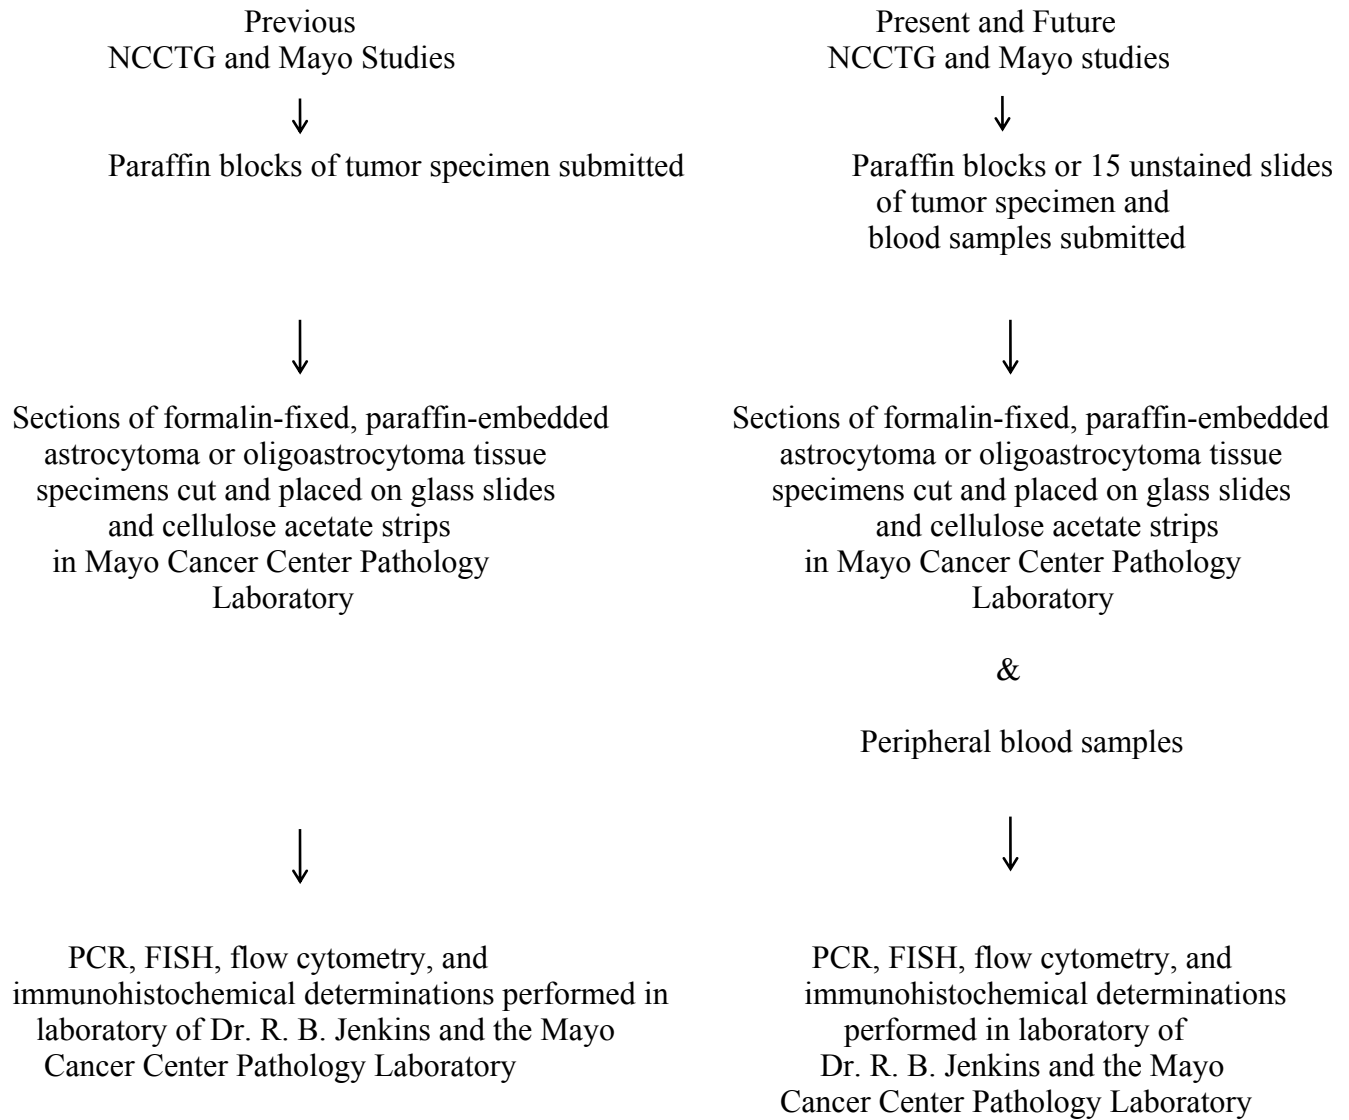 Previous
NCCTG and Mayo Studies
Paraffin blocks of tumor specimen submitted
Sections of formalin-fixed, paraffin-embedded
astrocytoma or oligoastrocytoma tissue
specimens cut and placed on glass slides
and cellulose acetate strips
in Mayo Cancer Center Pathology
Laboratory
PCR, FISH, flow cytometry, and
immunohistochemical determinations performed in
laboratory of Dr. R. B. Jenkins and the Mayo
Cancer Center Pathology Laboratory
Present and Future
NCCTG and Mayo studies
Paraffin blocks or 15 unstained slides
of tumor specimen and
blood samples submitted
Sections of formalin-fixed, paraffin-embedded
astrocytoma or oligoastrocytoma tissue
specimens cut and placed on glass slides
and cellulose acetate strips
in Mayo Cancer Center Pathology
Laboratory
&
Peripheral blood samples
PCR, FISH, flow cytometry, and
immunohistochemical determinations
performed in laboratory of
Dr. R. B. Jenkins and the Mayo
Cancer Center Pathology Laboratory